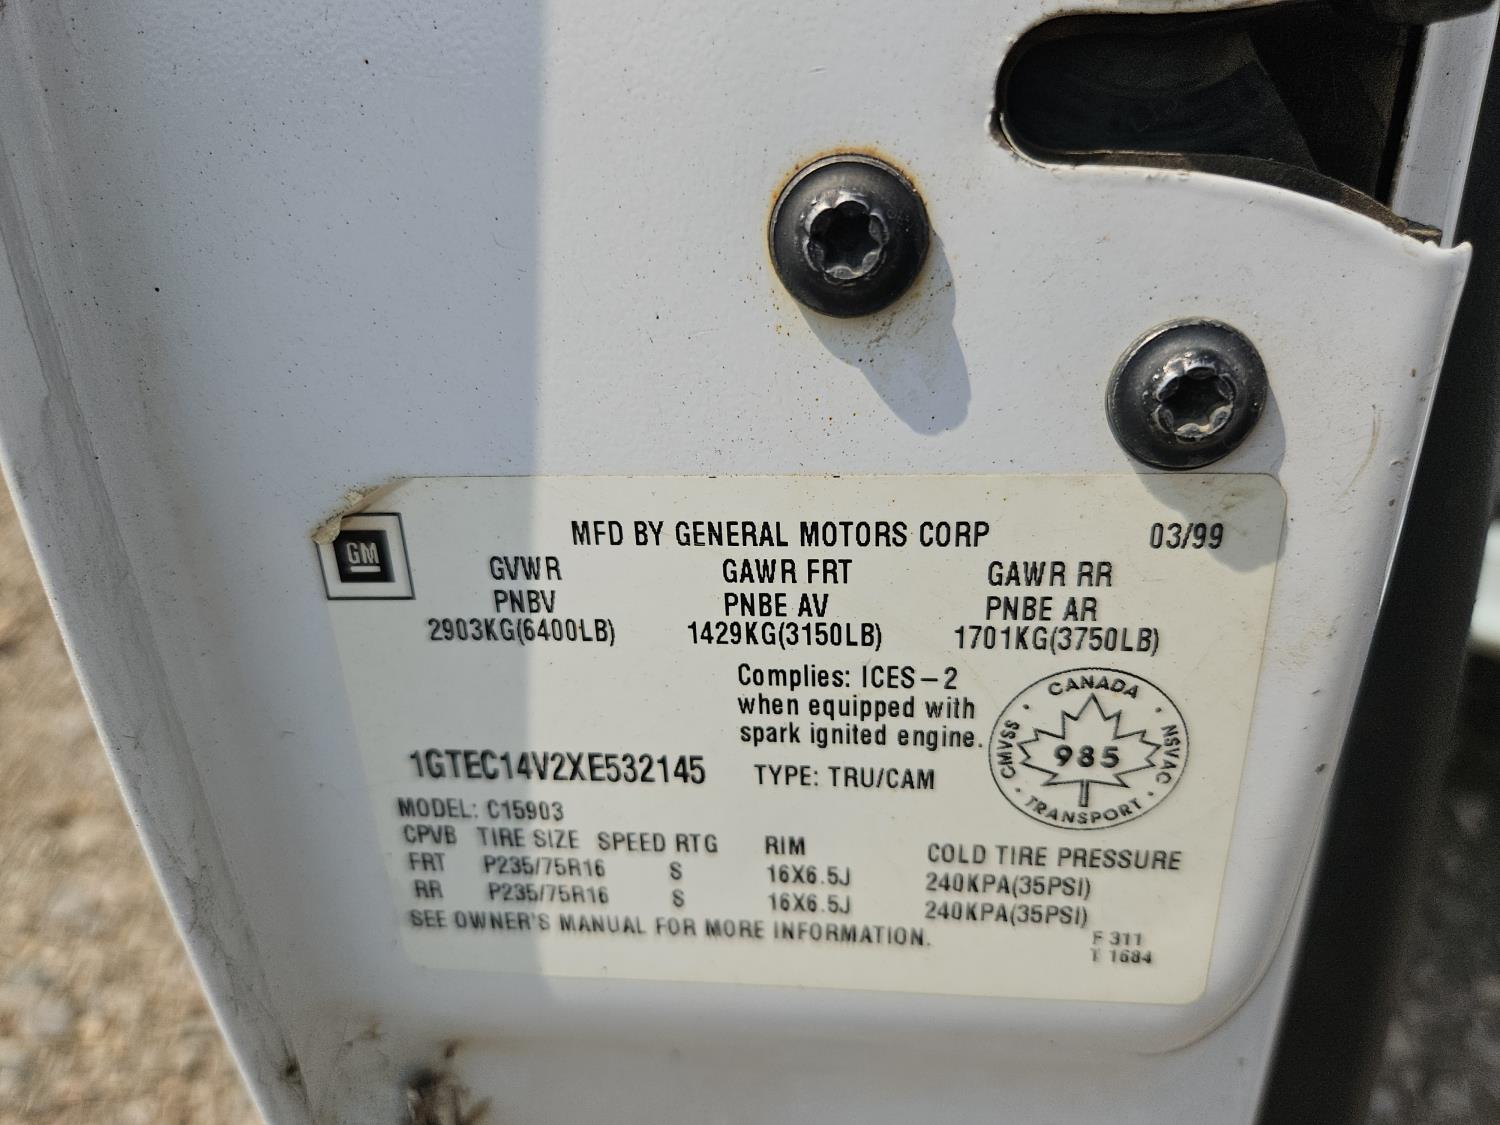 GM
MFD BY GENERAL MOTORS CORP 03/99
GVWR GAWR FRT GAWR RR
PNBV PNBE AV PNBE AR
2903KG(6400LB) 1429KG(3150LB) 1701KG(3750LB)
Complies: ICES-2
when equipped with
spark ignited engine.
CANADA
CMVSS · 985 · NSVAC
TRANSPORT
1GTEC14V2XE532145 TYPE: TRU/CAM
MODEL: C15903
CPVB TIRE SIZE SPEED RTG RIM COLD TIRE PRESSURE
FRT P235/75R16 S 16X6.5J 240KPA(35PSI)
RR P235/75R16 S 16X6.5J 240KPA(35PSI)
SEE OWNER'S MANUAL FOR MORE INFORMATION.
F 311
T 1684